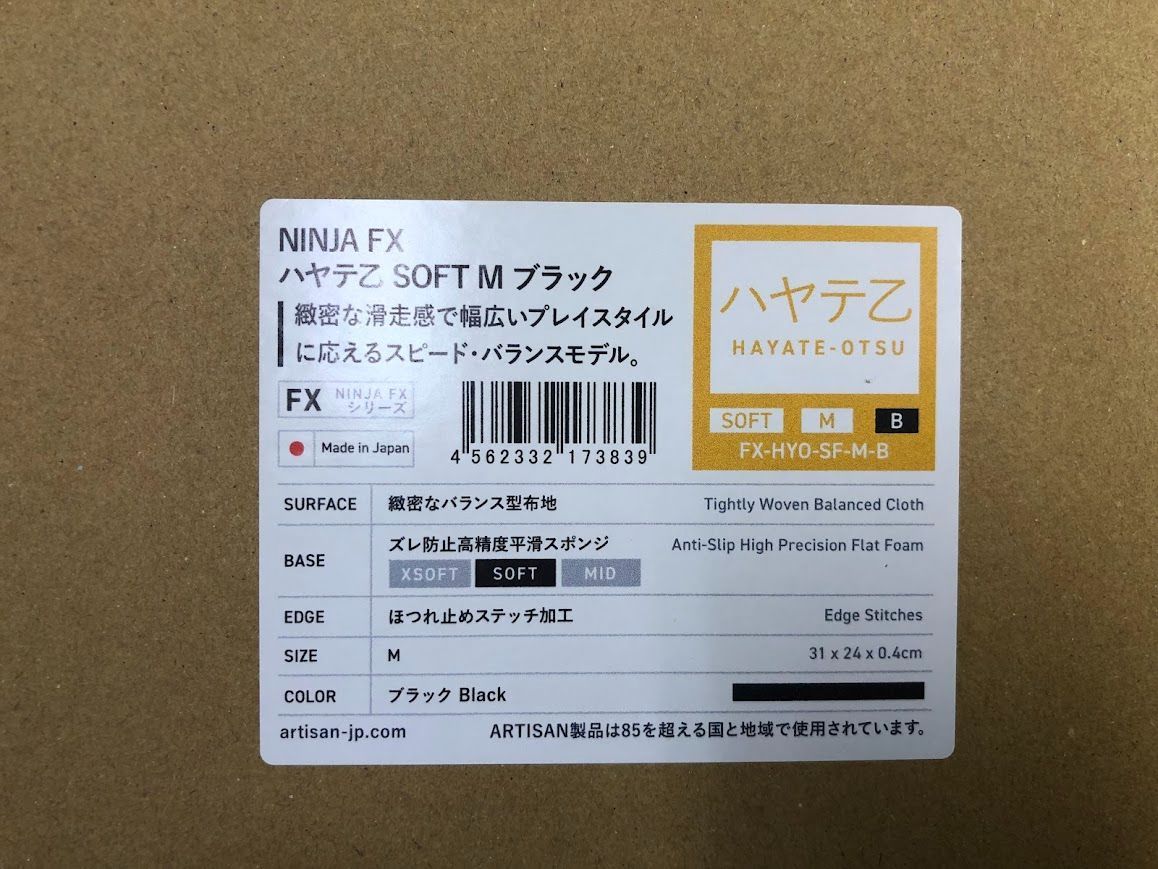 NINJA FX
ハヤテ乙 SOFT M ブラック
緻密な滑走感で幅広いプレイスタイル
に応えるスピード・バランスモデル。
FX NINJA FX
シリーズ
Made in Japan
4 562332 173839
ハヤテ乙
HAYATE-OTSU
SOFT M B
FX-HYO-SF-M-B
SURFACE 緻密なバランス型布地 Tightly Woven Balanced Cloth
BASE ズレ防止高精度平滑スポンジ Anti-Slip High Precision Flat Foam
XSOFT SOFT MID
EDGE ほつれ止めステッチ加工 Edge Stitches
SIZE M 31 x 24 x 0.4cm
COLOR ブラック Black
artisan-jp.com ARTISAN製品は85を超える国と地域で使用されています。